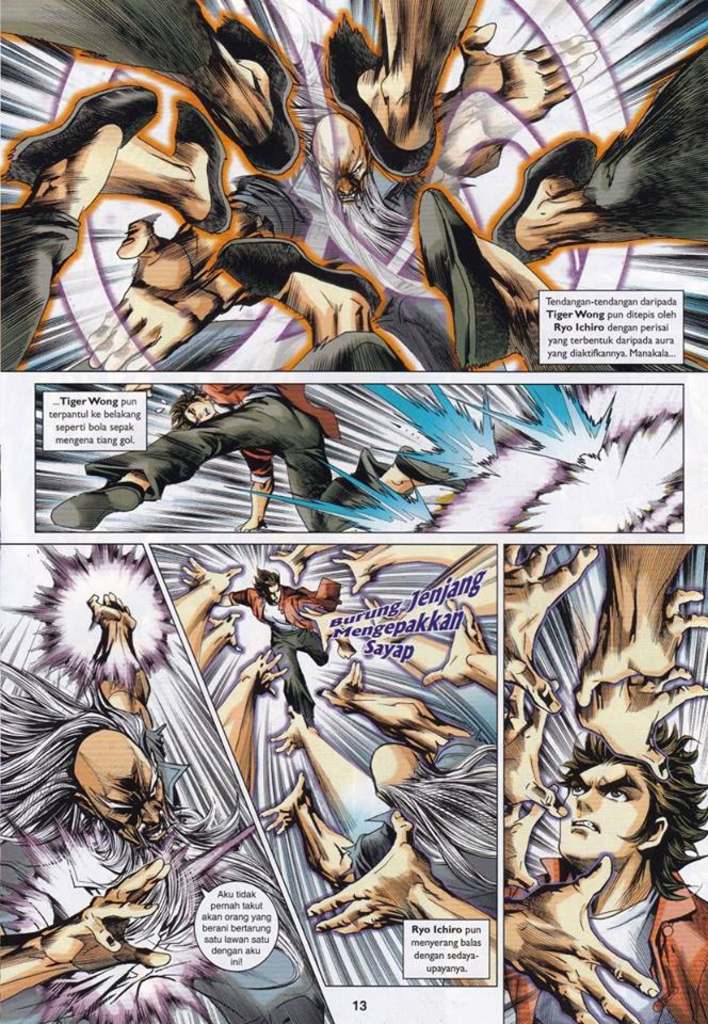 Tendangan-tendangan daripada
Tiger Wong pun ditepis oleh
Ryo Ichiro dengan perisai
yang terbentuk daripada aura
yang diaktifkannya. Manakala...
...Tiger Wong pun
terpantul ke belakang
seperti bola sepak
mengena tiang gol.
Aku tidak
pernah takut
akan orang yang
berani bertarung
satu lawan satu
dengan aku
ini!
Burung Jenjang
Mengepakkan
Sayap
Ryo Ichiro pun
menyerang balas
dengan sedaya-
upayanya.
13